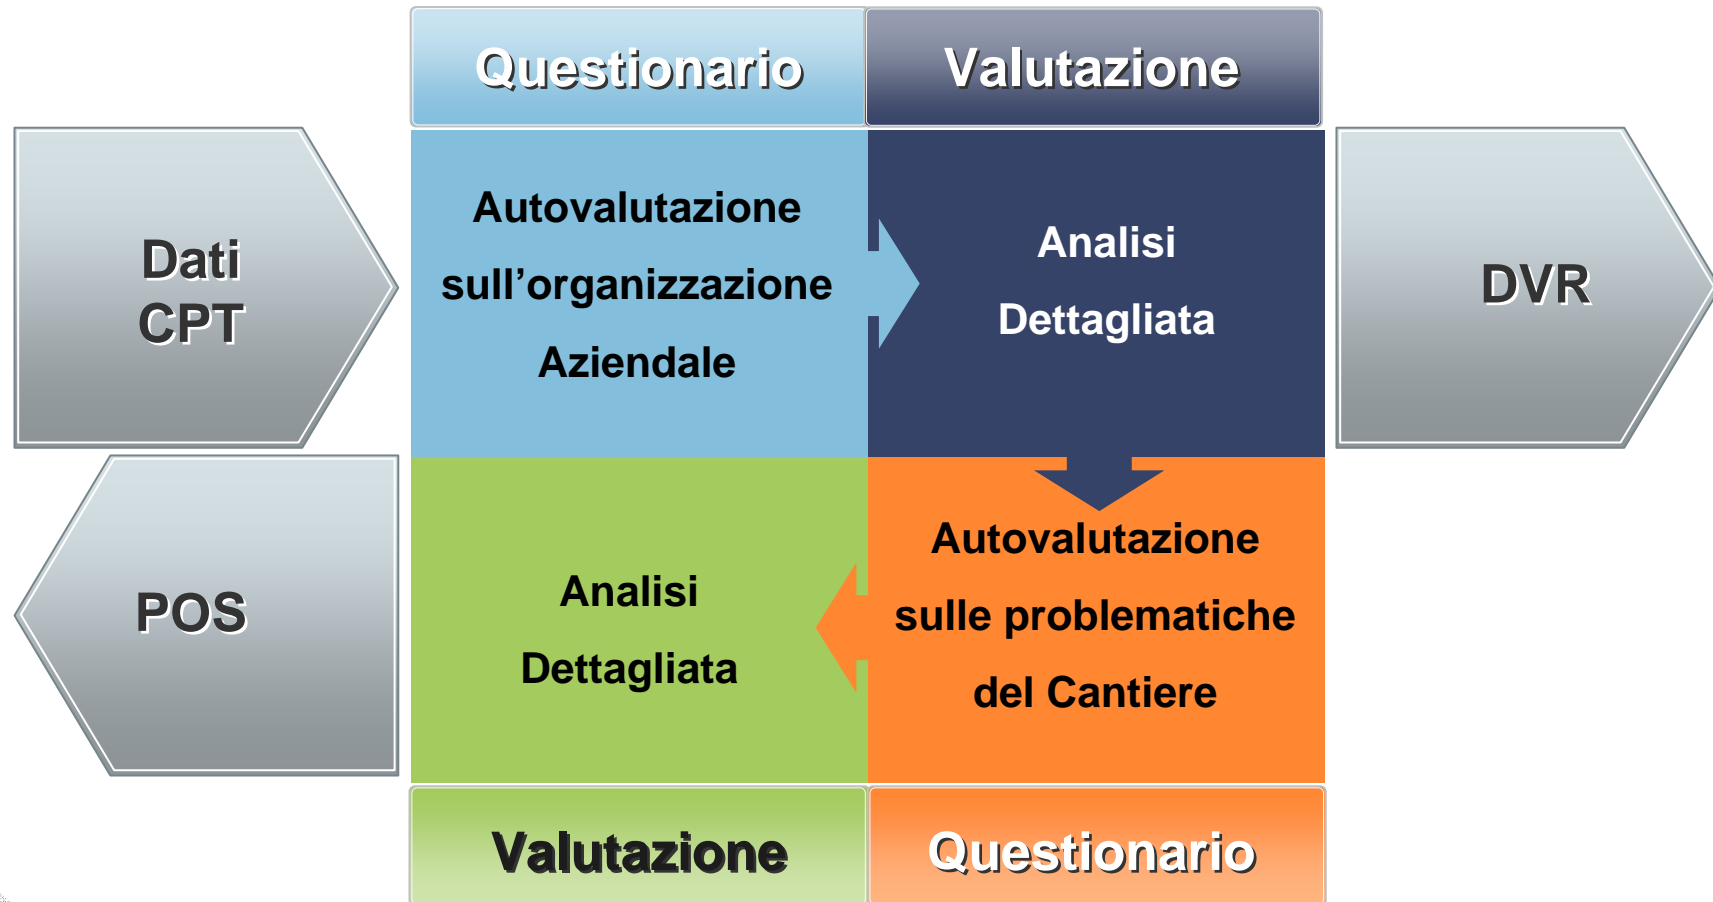 Questionario
Valutazione
Dati
CPT
Autovalutazione
sull’organizzazione
Aziendale
Analisi
Dettagliata
DVR
POS
Analisi
Dettagliata
Autovalutazione
sulle problematiche
del Cantiere
Valutazione
Questionario